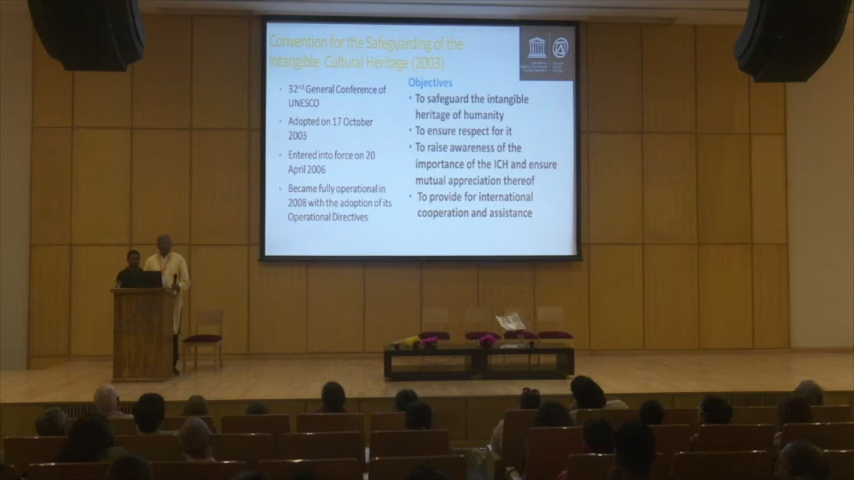 Convention for the Safeguarding of the
Intangible Cultural Heritage (2003)
• 32nd General Conference of
UNESCO
• Adopted on 17 October
2003
• Entered into force on 20
April 2006
• Became fully operational in
2008 with the adoption of its
Operational Directives
Objectives
• To safeguard the intangible
heritage of humanity
• To ensure respect for it
• To raise awareness of the
importance of the ICH and ensure
mutual appreciation thereof
• To provide for international
cooperation and assistance